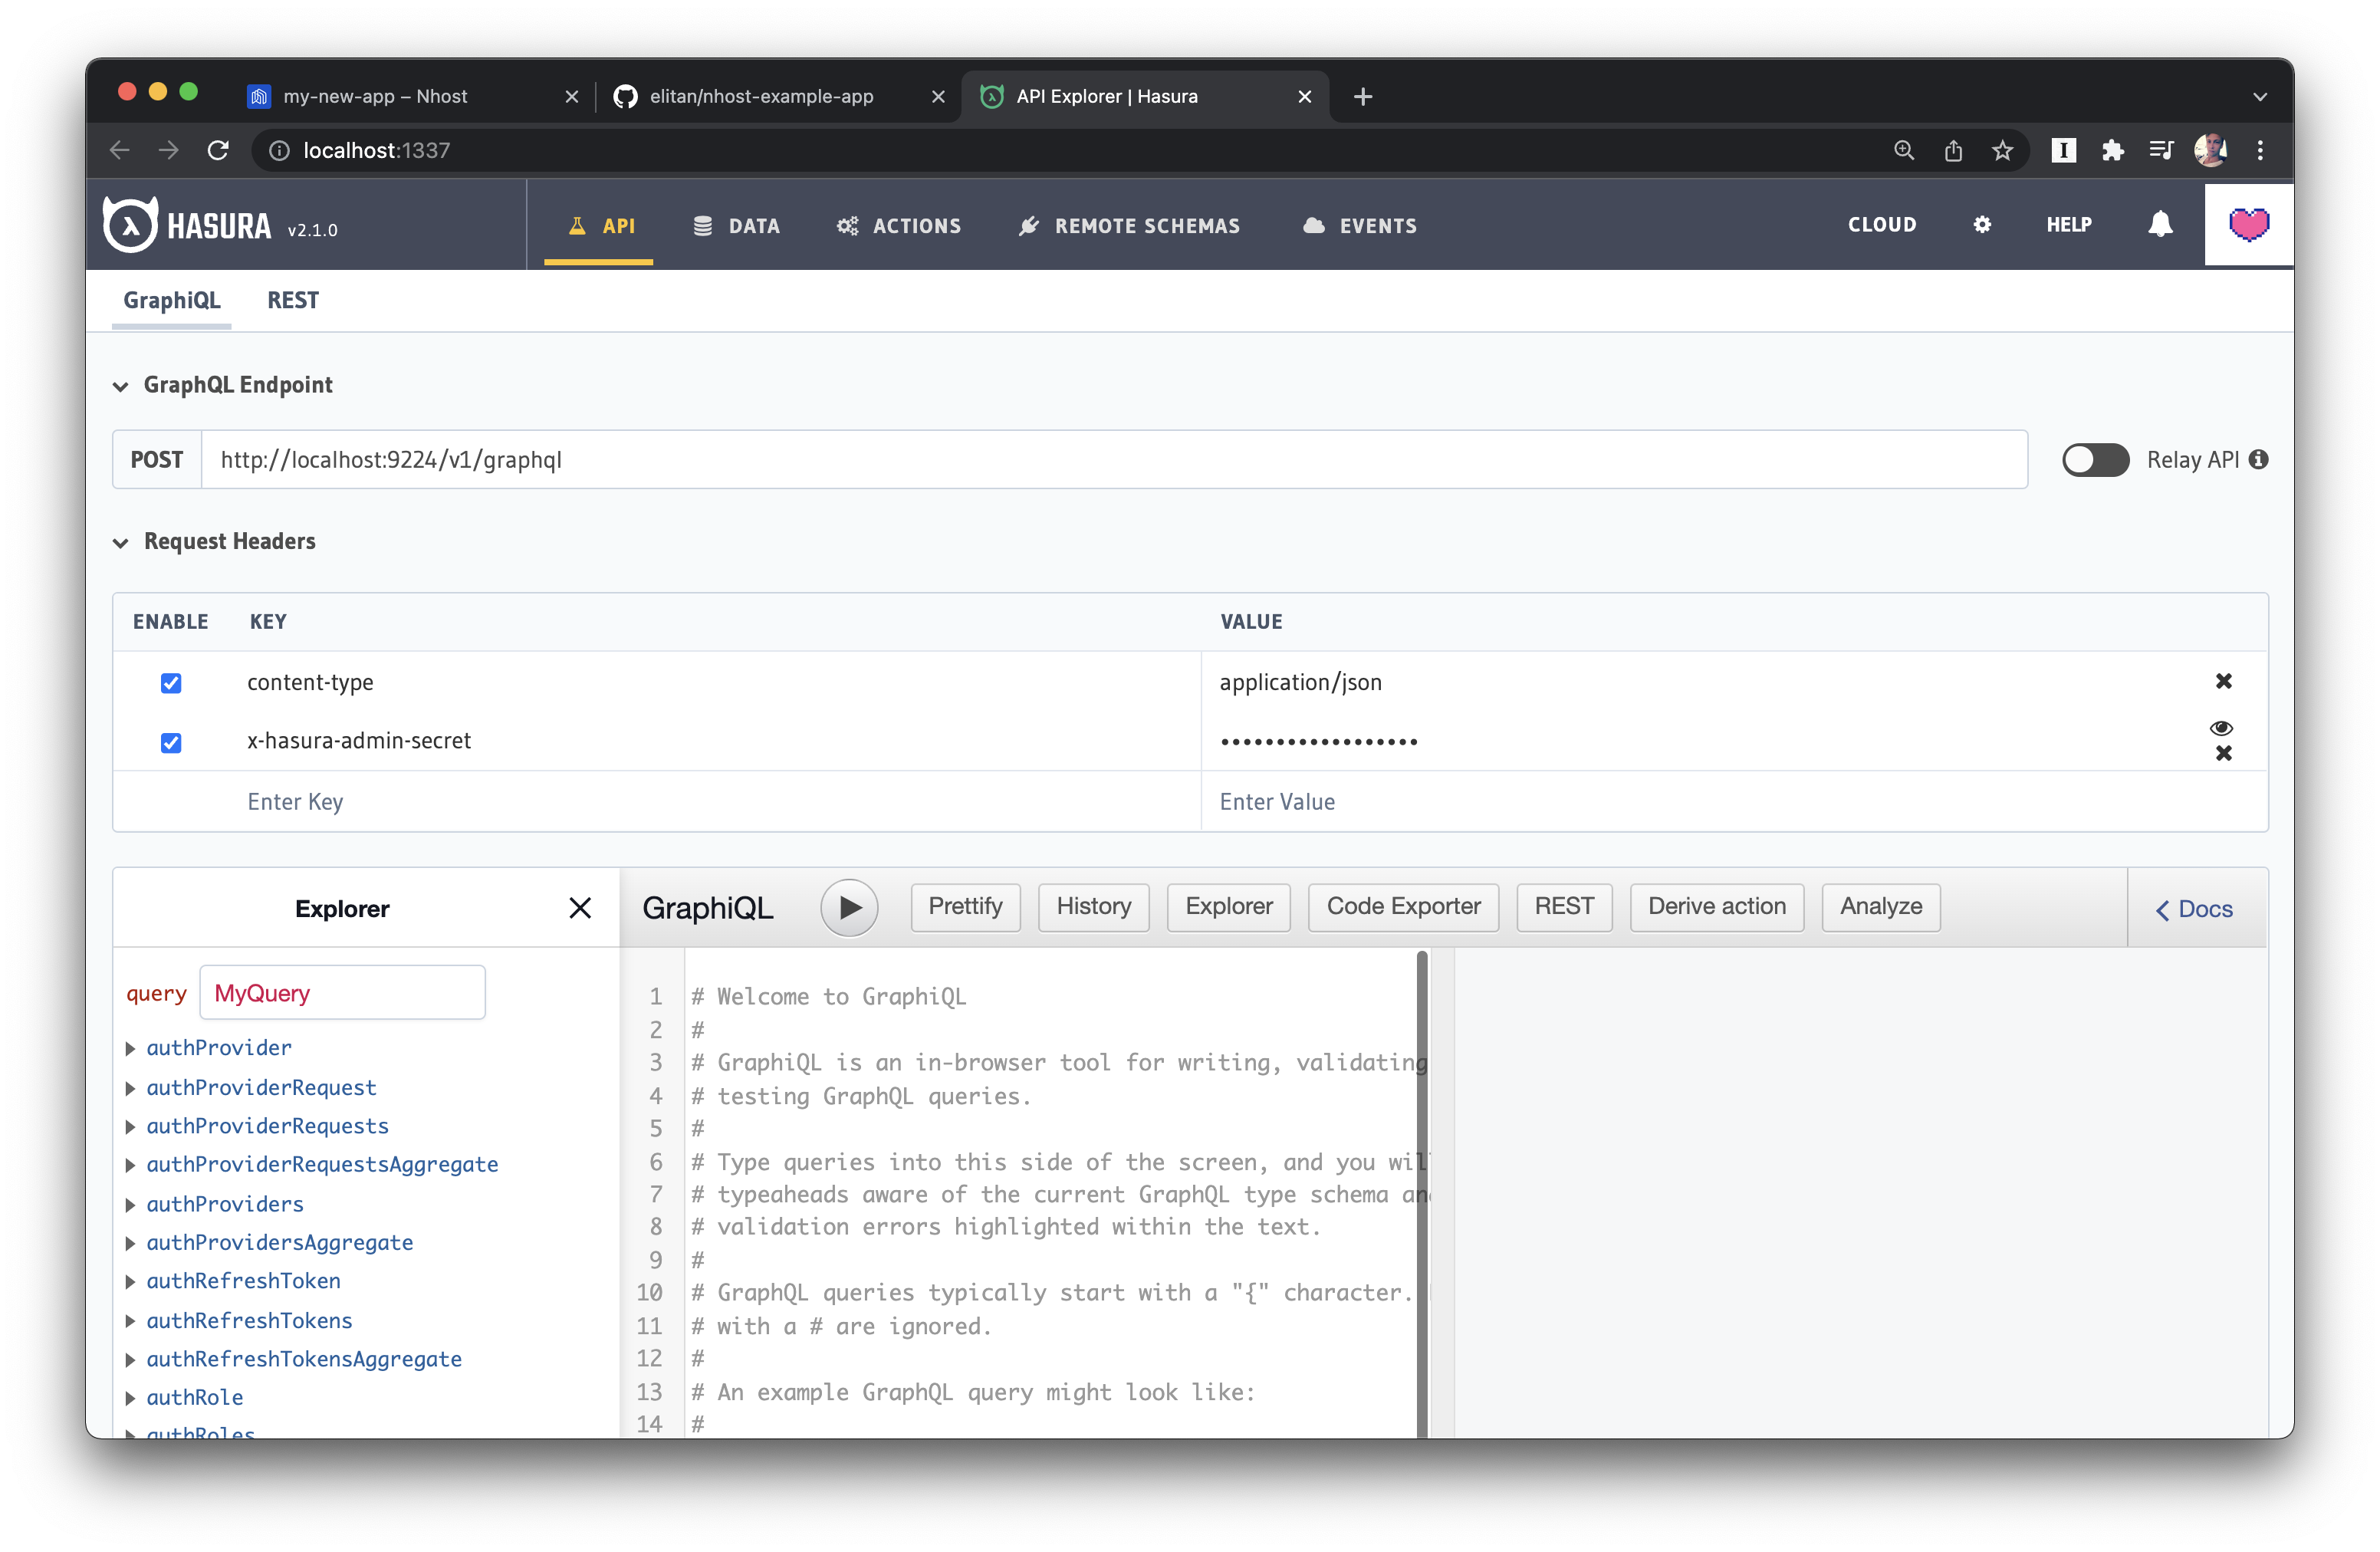 my-new-app – Nhost
elitan/nhost-example-app
API Explorer | Hasura
localhost:1337
HASURA v2.1.0
API
DATA
ACTIONS
REMOTE SCHEMAS
EVENTS
CLOUD
HELP
GraphiQL
REST
GraphQL Endpoint
POST
http://localhost:9224/v1/graphql
Relay API
Request Headers
ENABLE
KEY
VALUE
content-type
application/json
x-hasura-admin-secret
••••••••••••••••••
Enter Key
Enter Value
Explorer
GraphiQL
Prettify
History
Explorer
Code Exporter
REST
Derive action
Analyze
Docs
query MyQuery
authProvider
authProviderRequest
authProviderRequests
authProviderRequestsAggregate
authProviders
authProvidersAggregate
authRefreshToken
authRefreshTokens
authRefreshTokensAggregate
authRole
authRoles
1 # Welcome to GraphiQL
2 #
3 # GraphiQL is an in-browser tool for writing, validating
4 # testing GraphQL queries.
5 #
6 # Type queries into this side of the screen, and you wil
7 # typeaheads aware of the current GraphQL type schema an
8 # validation errors highlighted within the text.
9 #
10 # GraphQL queries typically start with a "{" character.
11 # with a # are ignored.
12 #
13 # An example GraphQL query might look like:
14 #